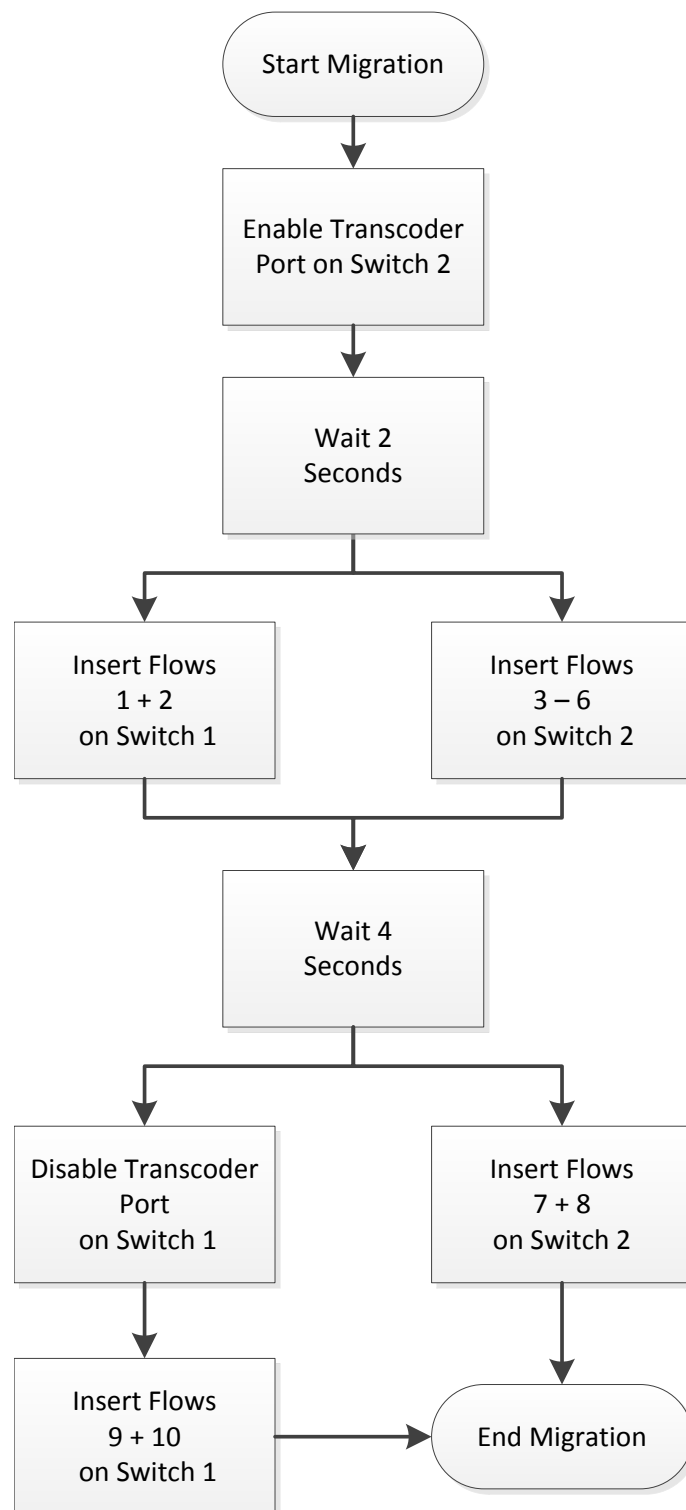 Start Migration
Enable Transcoder
Port on Switch 2
Wait 2
Seconds
Insert Flows
1 + 2
on Switch 1
Insert Flows
3 – 6
on Switch 2
Wait 4
Seconds
Disable Transcoder
Port
on Switch 1
Insert Flows
7 + 8
on Switch 2
Insert Flows
9 + 10
on Switch 1
End Migration